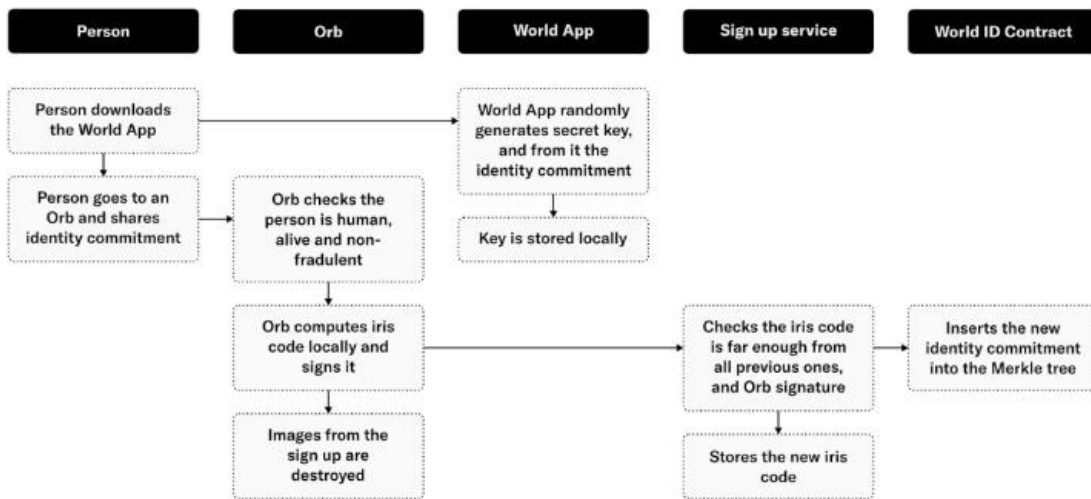 Person
Orb
World App
Sign up service
World ID Contract
Person downloads
the World App
World App randomly
generates secret key,
and from it the
identity commitment
Person goes to an
Orb and shares
identity commitment
Orb checks the
person is human,
alive and non-
fradulent
Key is stored locally
Orb computes iris
code locally and
signs it
Checks the iris code
is far enough from
all previous ones,
and Orb signature
Inserts the new
identity commitment
into the Merkle tree
Images from the
sign up are
destroyed
Stores the new iris
code